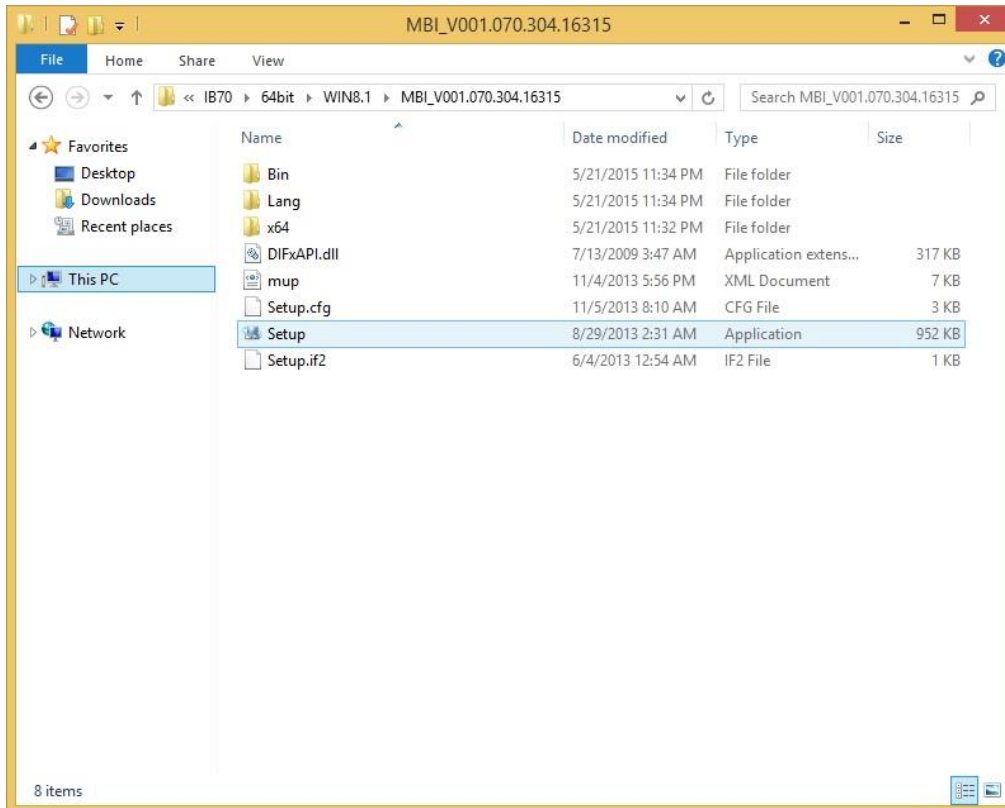 MBI_V001.070.304.16315
File Home Share View
« IB70 64bit WIN8.1 MBI_V001.070.304.16315 Search MBI_V001.070.304.16315
Favorites
Desktop
Downloads
Recent places
This PC
Network
Name Date modified Type Size
Bin 5/21/2015 11:34 PM File folder
Lang 5/21/2015 11:34 PM File folder
x64 5/21/2015 11:32 PM File folder
DIFxAPI.dll 7/13/2009 3:47 AM Application extens... 317 KB
mup 11/4/2013 5:56 PM XML Document 7 KB
Setup.cfg 11/5/2013 8:10 AM CFG File 3 KB
Setup 8/29/2013 2:31 AM Application 952 KB
Setup.if2 6/4/2013 12:54 AM IF2 File 1 KB
8 items